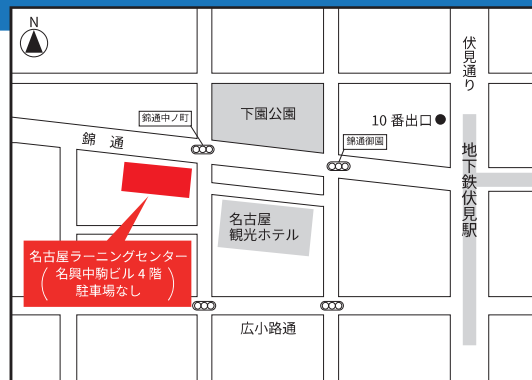 N
伏見通り
下園公園
10番出口
錦通中ノ町
錦通
錦通御園
地下鉄伏見駅
名古屋
観光ホテル
名古屋ラーニングセンター
(名興中駒ビル4階
駐車場なし)
広小路通